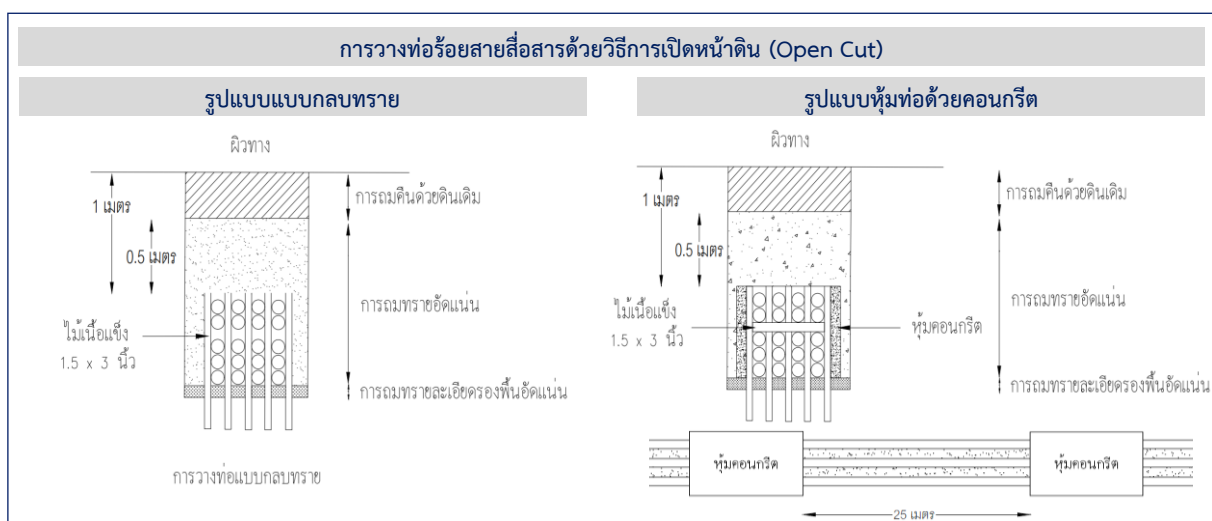 การวางท่อร้อยสายสื่อสารด้วยวิธีการเปิดหน้าดิน (Open Cut)
รูปแบบแบบกลบทราย
ผิวทาง
1 เมตร
0.5 เมตร
การถมคืนด้วยดินเดิม
การถมทรายอัดแน่น
ไม้เนื้อแข็ง
1.5 x 3 นิ้ว
การถมทรายละเอียดรองพื้นอัดแน่น
การวางท่อแบบกลบทราย
รูปแบบหุ้มท่อด้วยคอนกรีต
ผิวทาง
1 เมตร
0.5 เมตร
การถมคืนด้วยดินเดิม
การถมทรายอัดแน่น
ไม้เนื้อแข็ง
1.5 x 3 นิ้ว
หุ้มคอนกรีต
การถมทรายละเอียดรองพื้นอัดแน่น
หุ้มคอนกรีต
หุ้มคอนกรีต
25 เมตร